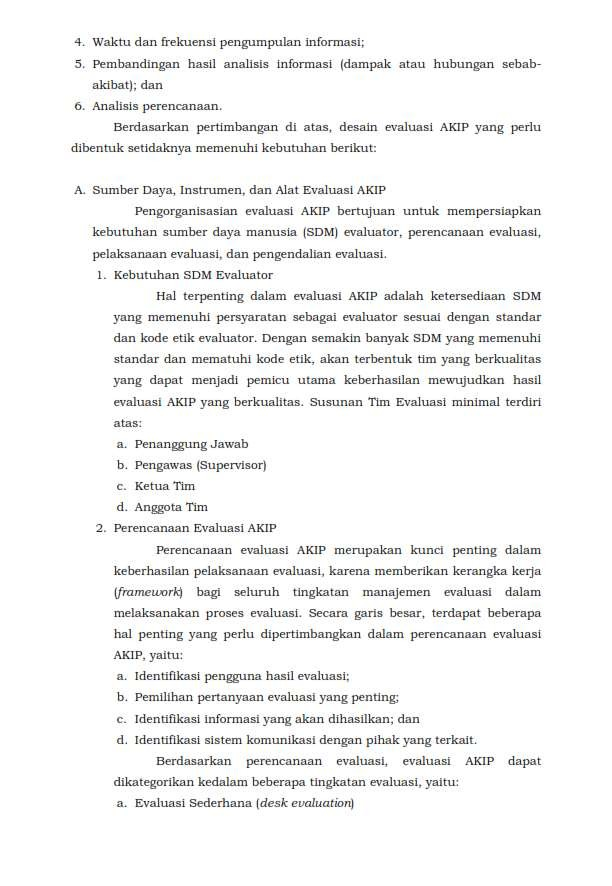 4. Waktu dan frekuensi pengumpulan informasi;
5. Pembandingan hasil analisis informasi (dampak atau hubungan sebab-
akibat); dan
6. Analisis perencanaan.
Berdasarkan pertimbangan di atas, desain evaluasi AKIP yang perlu
dibentuk setidaknya memenuhi kebutuhan berikut:
A. Sumber Daya, Instrumen, dan Alat Evaluasi AKIP
Pengorganisasian evaluasi AKIP bertujuan untuk mempersiapkan
kebutuhan sumber daya manusia (SDM) evaluator, perencanaan evaluasi,
pelaksanaan evaluasi, dan pengendalian evaluasi.
1. Kebutuhan SDM Evaluator
Hal terpenting dalam evaluasi AKIP adalah ketersediaan SDM
yang memenuhi persyaratan sebagai evaluator sesuai dengan standar
dan kode etik evaluator. Dengan semakin banyak SDM yang memenuhi
standar dan mematuhi kode etik, akan terbentuk tim yang berkualitas
yang dapat menjadi pemicu utama keberhasilan mewujudkan hasil
evaluasi AKIP yang berkualitas. Susunan Tim Evaluasi minimal terdiri
atas:
a. Penanggung Jawab
b. Pengawas (Supervisor)
c. Ketua Tim
d. Anggota Tim
2. Perencanaan Evaluasi AKIP
Perencanaan evaluasi AKIP merupakan kunci penting dalam
keberhasilan pelaksanaan evaluasi, karena memberikan kerangka kerja
(framework) bagi seluruh tingkatan manajemen evaluasi dalam
melaksanakan proses evaluasi. Secara garis besar, terdapat beberapa
hal penting yang perlu dipertimbangkan dalam perencanaan evaluasi
AKIP, yaitu:
a. Identifikasi pengguna hasil evaluasi;
b. Pemilihan pertanyaan evaluasi yang penting;
c. Identifikasi informasi yang akan dihasilkan; dan
d. Identifikasi sistem komunikasi dengan pihak yang terkait.
Berdasarkan perencanaan evaluasi, evaluasi AKIP dapat
dikategorikan kedalam beberapa tingkatan evaluasi, yaitu:
a. Evaluasi Sederhana (desk evaluation)